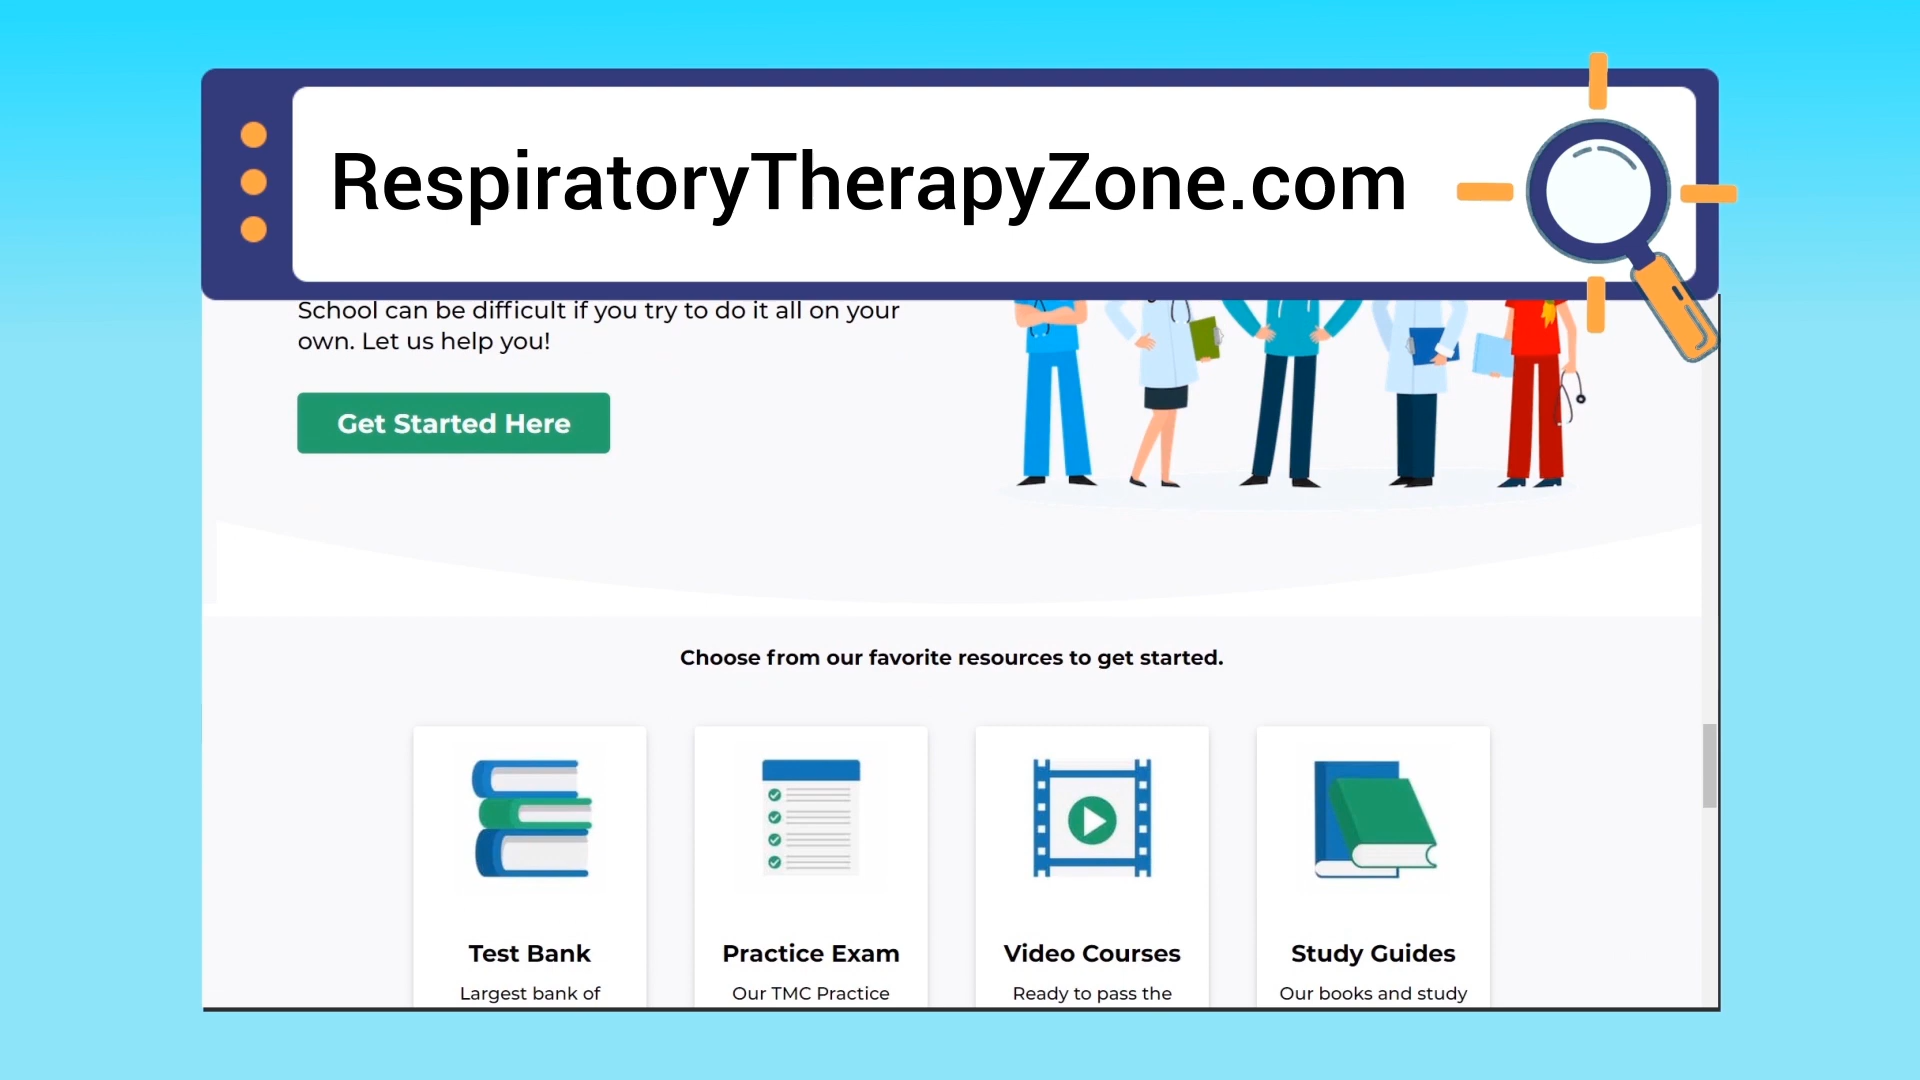 RespiratoryTherapyZone.com
School can be difficult if you try to do it all on your
own. Let us help you!
Get Started Here
Choose from our favorite resources to get started.
Test Bank
Largest bank of
Practice Exam
Our TMC Practice
Video Courses
Ready to pass the
Study Guides
Our books and study